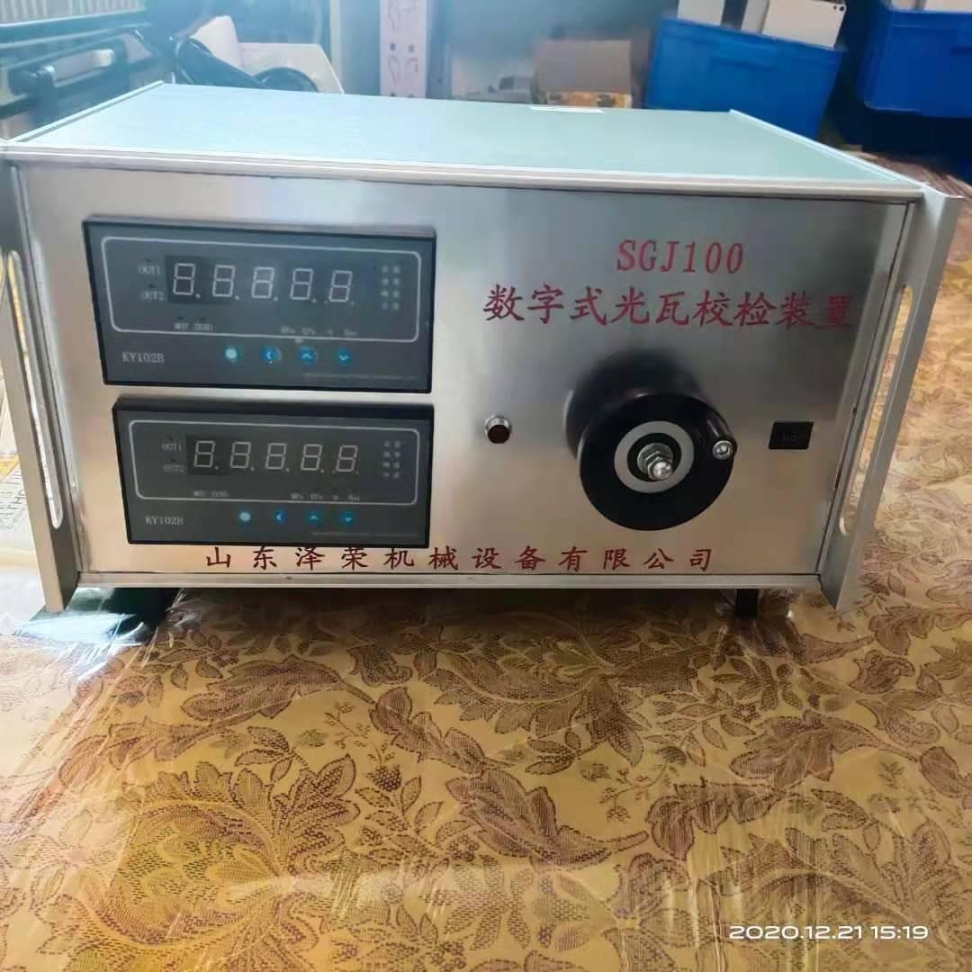 SGJ100
数字式光瓦校检装置
OUT1
OUT2
KY102B
OUT1
OUT2
KY102B
山东泽荣机械设备有限公司
2020.12.21 15:19